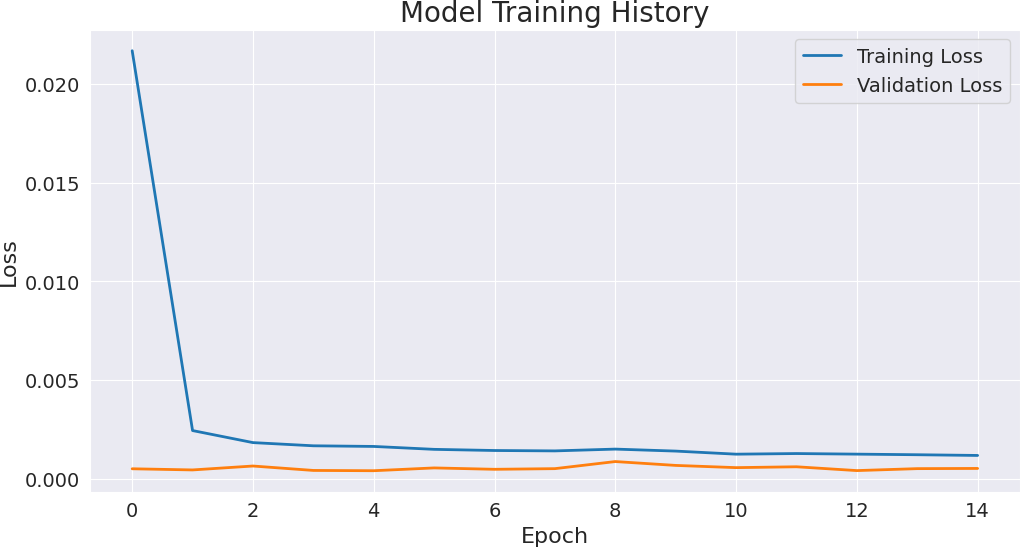 Model Training History
Training Loss
Validation Loss
0.020
0.015
0.010
0.005
0.000
Loss
0 2 4 6 8 10 12 14
Epoch